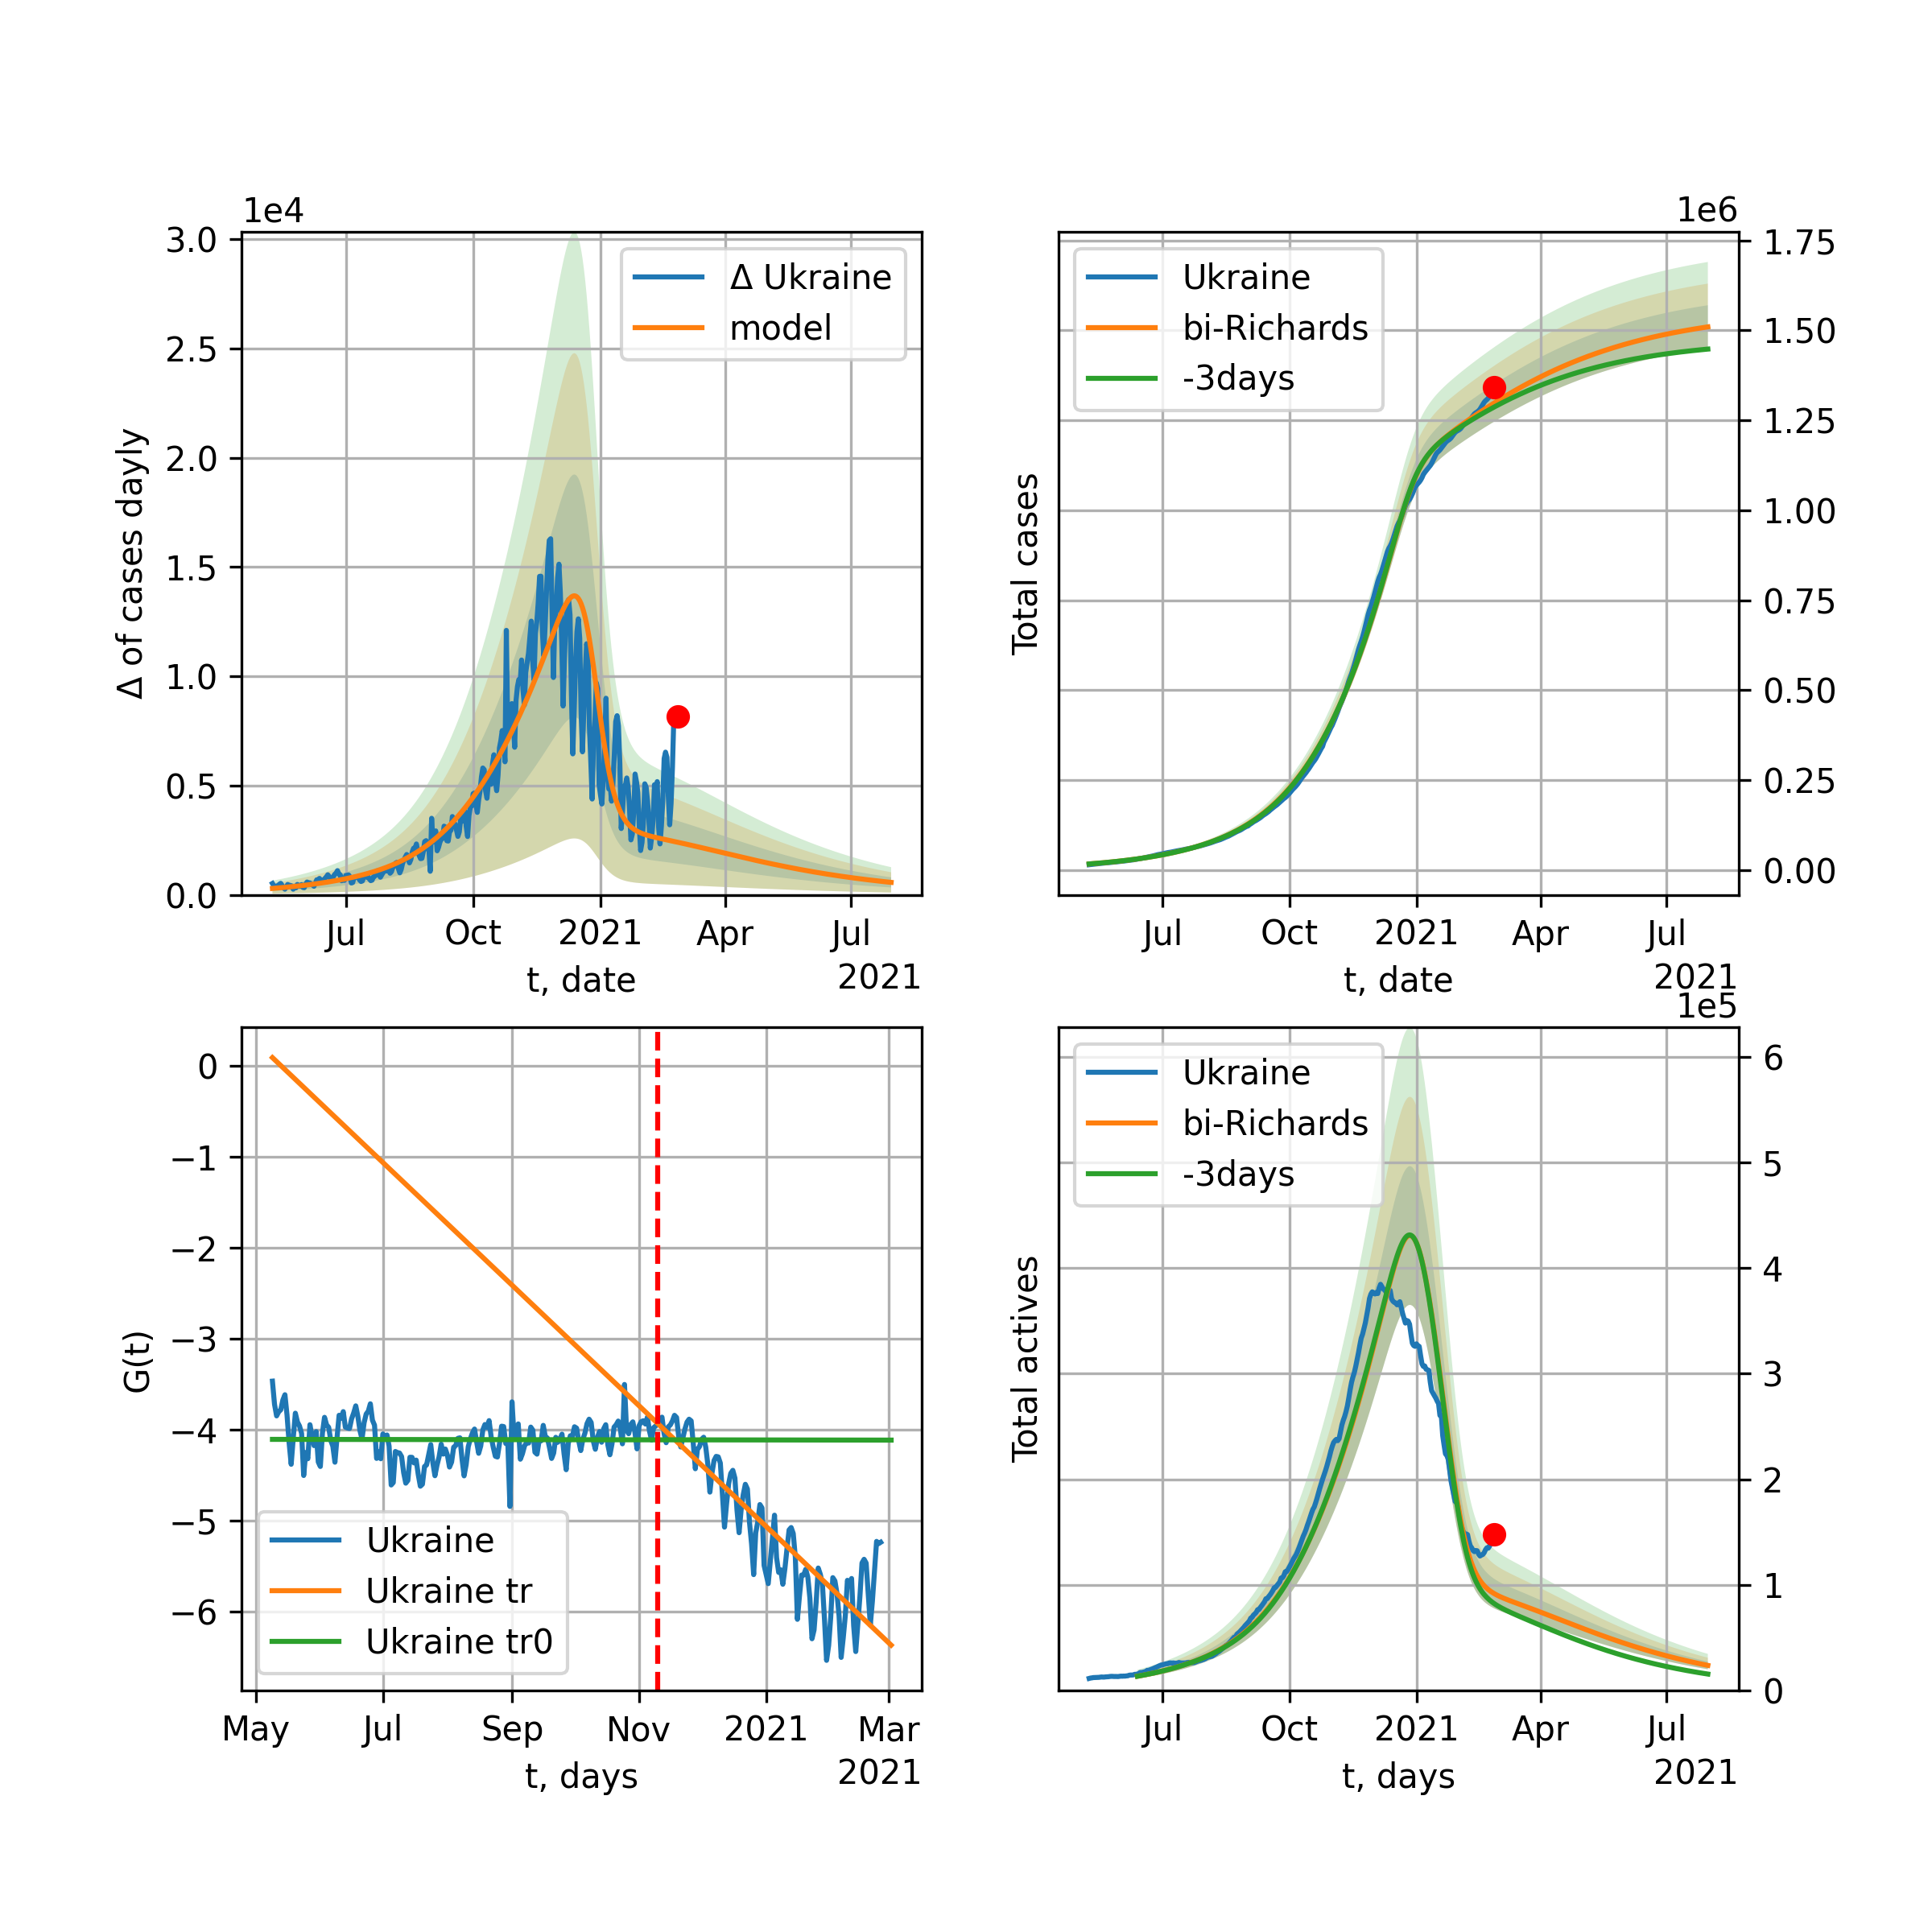 1e4
3.0
2.5
2.0
1.5
1.0
0.5
0.0
Δ of cases dayly
Δ Ukraine
model
Jul Oct 2021 Apr Jul
t, date
2021
1e6
1.75
1.50
1.25
1.00
0.75
0.50
0.25
0.00
Total cases
Ukraine
bi-Richards
-3days
Jul Oct 2021 Apr Jul
t, date
2021
0
−1
−2
−3
−4
−5
−6
G(t)
Ukraine
Ukraine tr
Ukraine tr0
May Jul Sep Nov 2021 Mar
t, days
2021
1e5
6
5
4
3
2
1
0
Total actives
Ukraine
bi-Richards
-3days
Jul Oct 2021 Apr Jul
t, days
2021